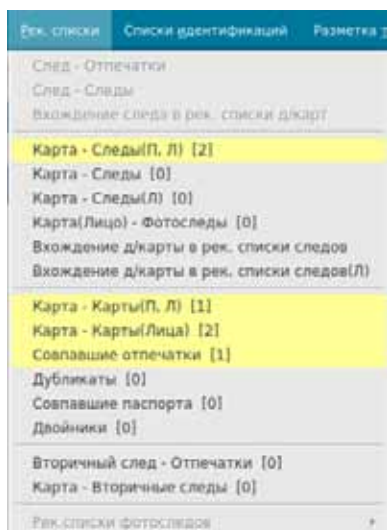 Рек. списки Списки идентификаций Разметка
След - Отпечатки
След - Следы
Вхождение следа в рек. списки д/карт
Карта - Следы(П, Л) [2]
Карта - Следы [0]
Карта - Следы(Л) [0]
Карта(Лицо) - Фотоследы [0]
Вхождение д/карты в рек. списки следов
Вхождение д/карты в рек. списки следов(Л)
Карта - Карты(П, Л) [1]
Карта - Карты(Лица) [2]
Совпавшие отпечатки [1]
Дубликаты [0]
Совпавшие паспорта [0]
Двойники [0]
Вторичный след - Отпечатки [0]
Карта - Вторичные следы [0]
Рек.списки фотоследов